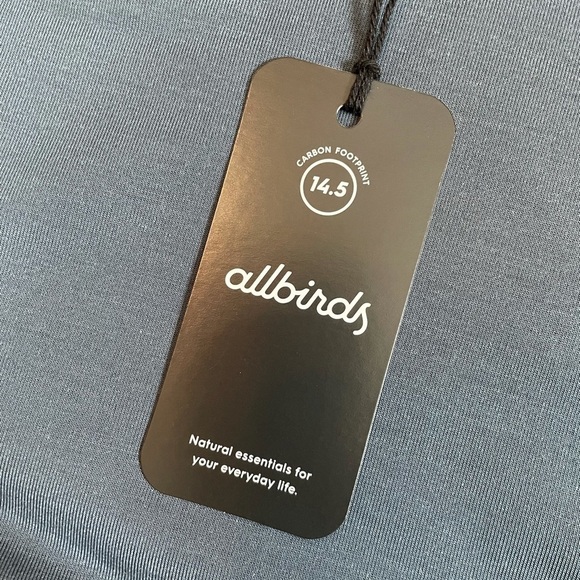 CARBON FOOTPRINT
14.5
allbirds
Natural essentials for
your everyday life.